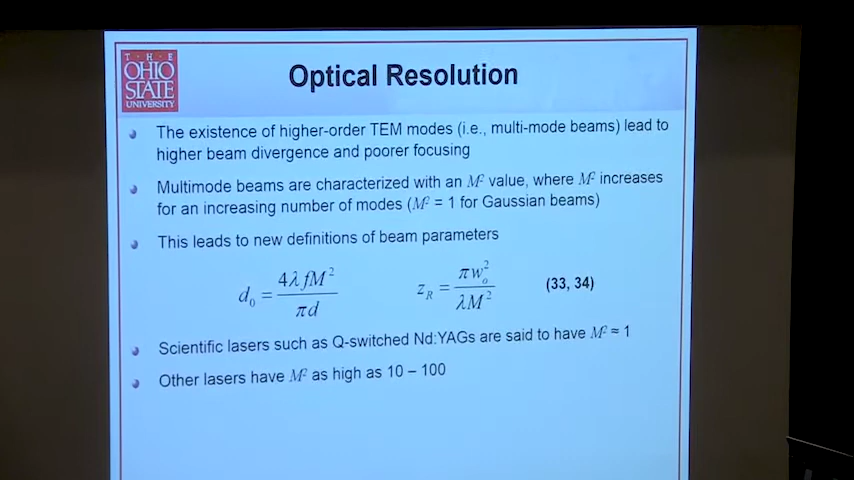 T · H · E
OHIO
STATE
UNIVERSITY
Optical Resolution
The existence of higher-order TEM modes (i.e., multi-mode beams) lead to
higher beam divergence and poorer focusing
Multimode beams are characterized with an M² value, where M² increases
for an increasing number of modes (M² = 1 for Gaussian beams)
This leads to new definitions of beam parameters
d₀ = 4λfM² / πd    z_R = πw₀² / λM²    (33, 34)
Scientific lasers such as Q-switched Nd:YAGs are said to have M² ≈ 1
Other lasers have M² as high as 10 – 100